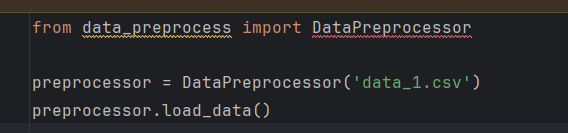 from data_preprocess import DataPreprocessor
preprocessor = DataPreprocessor('data_1.csv')
preprocessor.load_data()